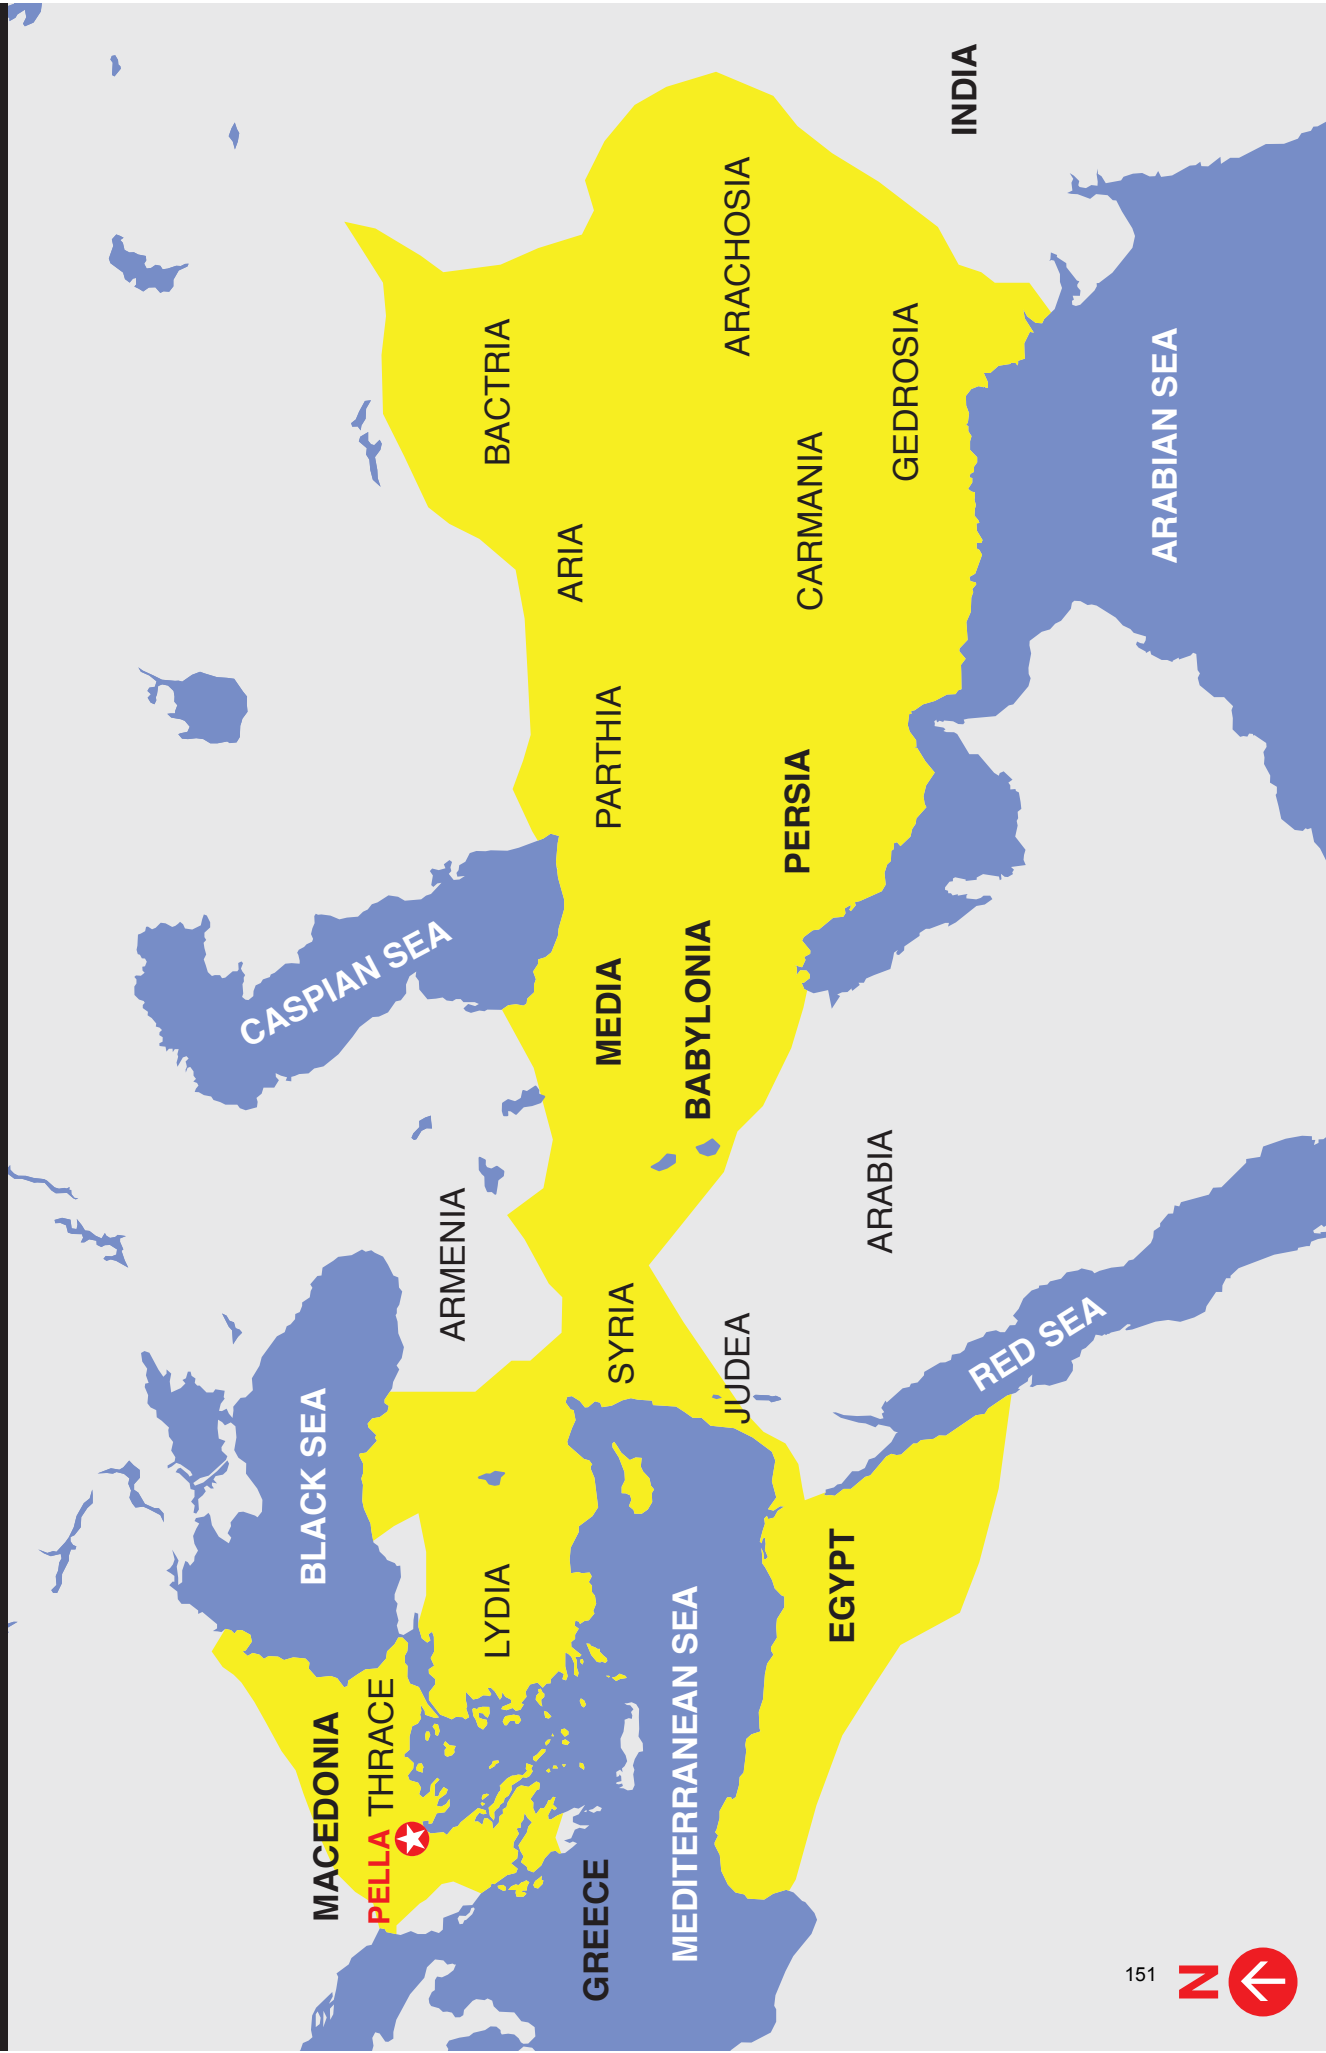 MACEDONIA
PELLA
THRACE
BLACK SEA
CASPIAN SEA
ARMENIA
LYDIA
BACTRIA
ARIA
GREECE
SYRIA
MEDIA
PARTHIA
MEDITERRANEAN SEA
BABYLONIA
JUDEA
ARACHOSIA
PERSIA
CARMANIA
EGYPT
ARABIA
GEDROSIA
INDIA
RED SEA
ARABIAN SEA
N
151